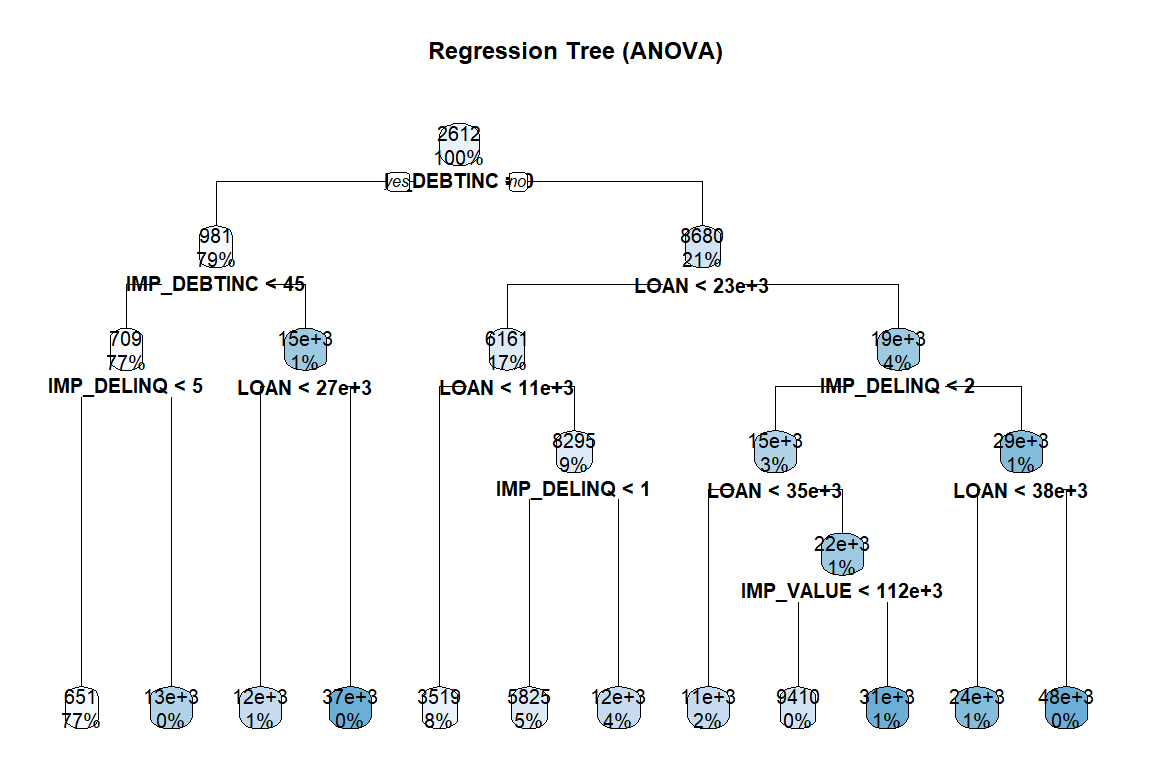 Regression Tree (ANOVA)
2612
100%
yes
_DEBTINC
no
981
79%
8680
21%
IMP_DEBTINC < 45
LOAN < 23e+3
709
77%
15e+3
1%
6161
17%
19e+3
4%
IMP_DELINQ < 5
LOAN < 27e+3
LOAN < 11e+3
IMP_DELINQ < 2
8295
9%
15e+3
3%
29e+3
1%
IMP_DELINQ < 1
LOAN < 35e+3
LOAN < 38e+3
22e+3
1%
IMP_VALUE < 112e+3
651
77%
13e+3
0%
12e+3
1%
37e+3
0%
3519
8%
5825
5%
12e+3
4%
11e+3
2%
9410
0%
31e+3
1%
24e+3
1%
48e+3
0%